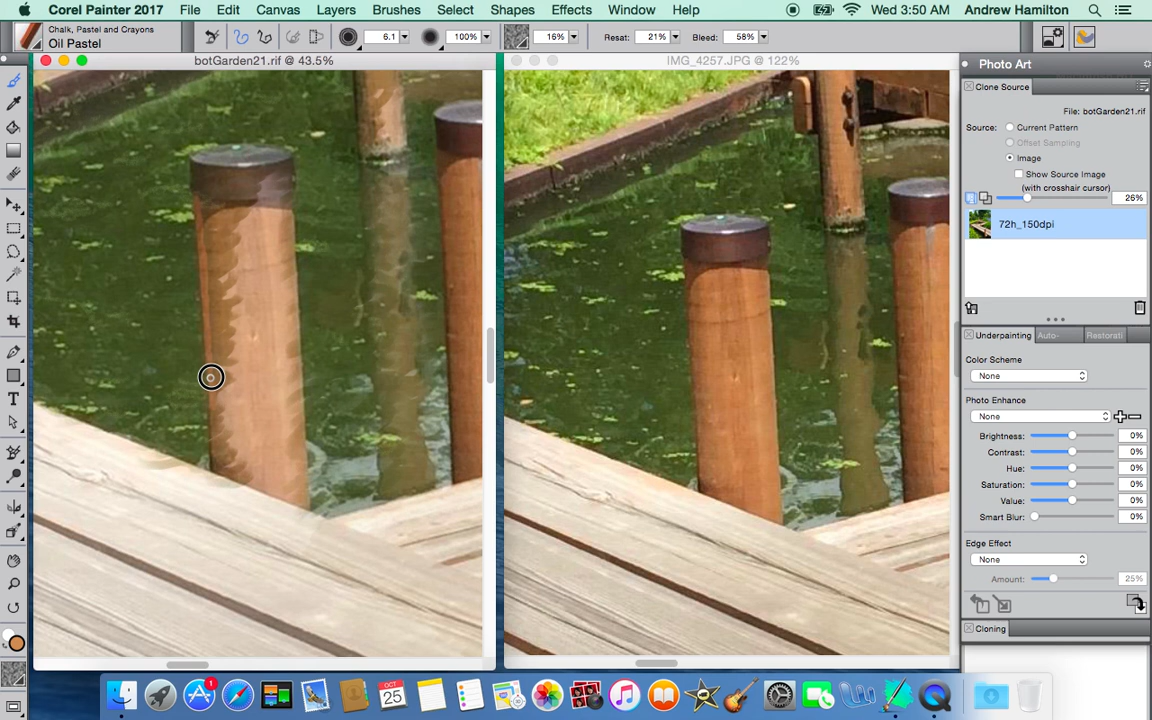 Corel Painter 2017 File Edit Canvas Layers Brushes Select Shapes Effects Window Help Wed 3:50 AM Andrew Hamilton
Chalk, Pastel and Crayons
Oil Pastel
6.1 100% 16% Resat: 21% Bleed: 58%
botGarden21.rif @ 43.5%
IMG_4257.JPG @ 122%
Photo Art
Clone Source
File: botGarden21.rif
Source: Current Pattern
Offset Sampling
Image
Show Source Image
(with crosshair cursor)
26%
72h_150dpi
Underpainting Auto- Restorati
Color Scheme
None
Photo Enhance
None
Brightness: 0%
Contrast: 0%
Hue: 0%
Saturation: 0%
Value: 0%
Smart Blur: 0%
Edge Effect
None
Amount: 25%
Cloning
T
1
OCT
25